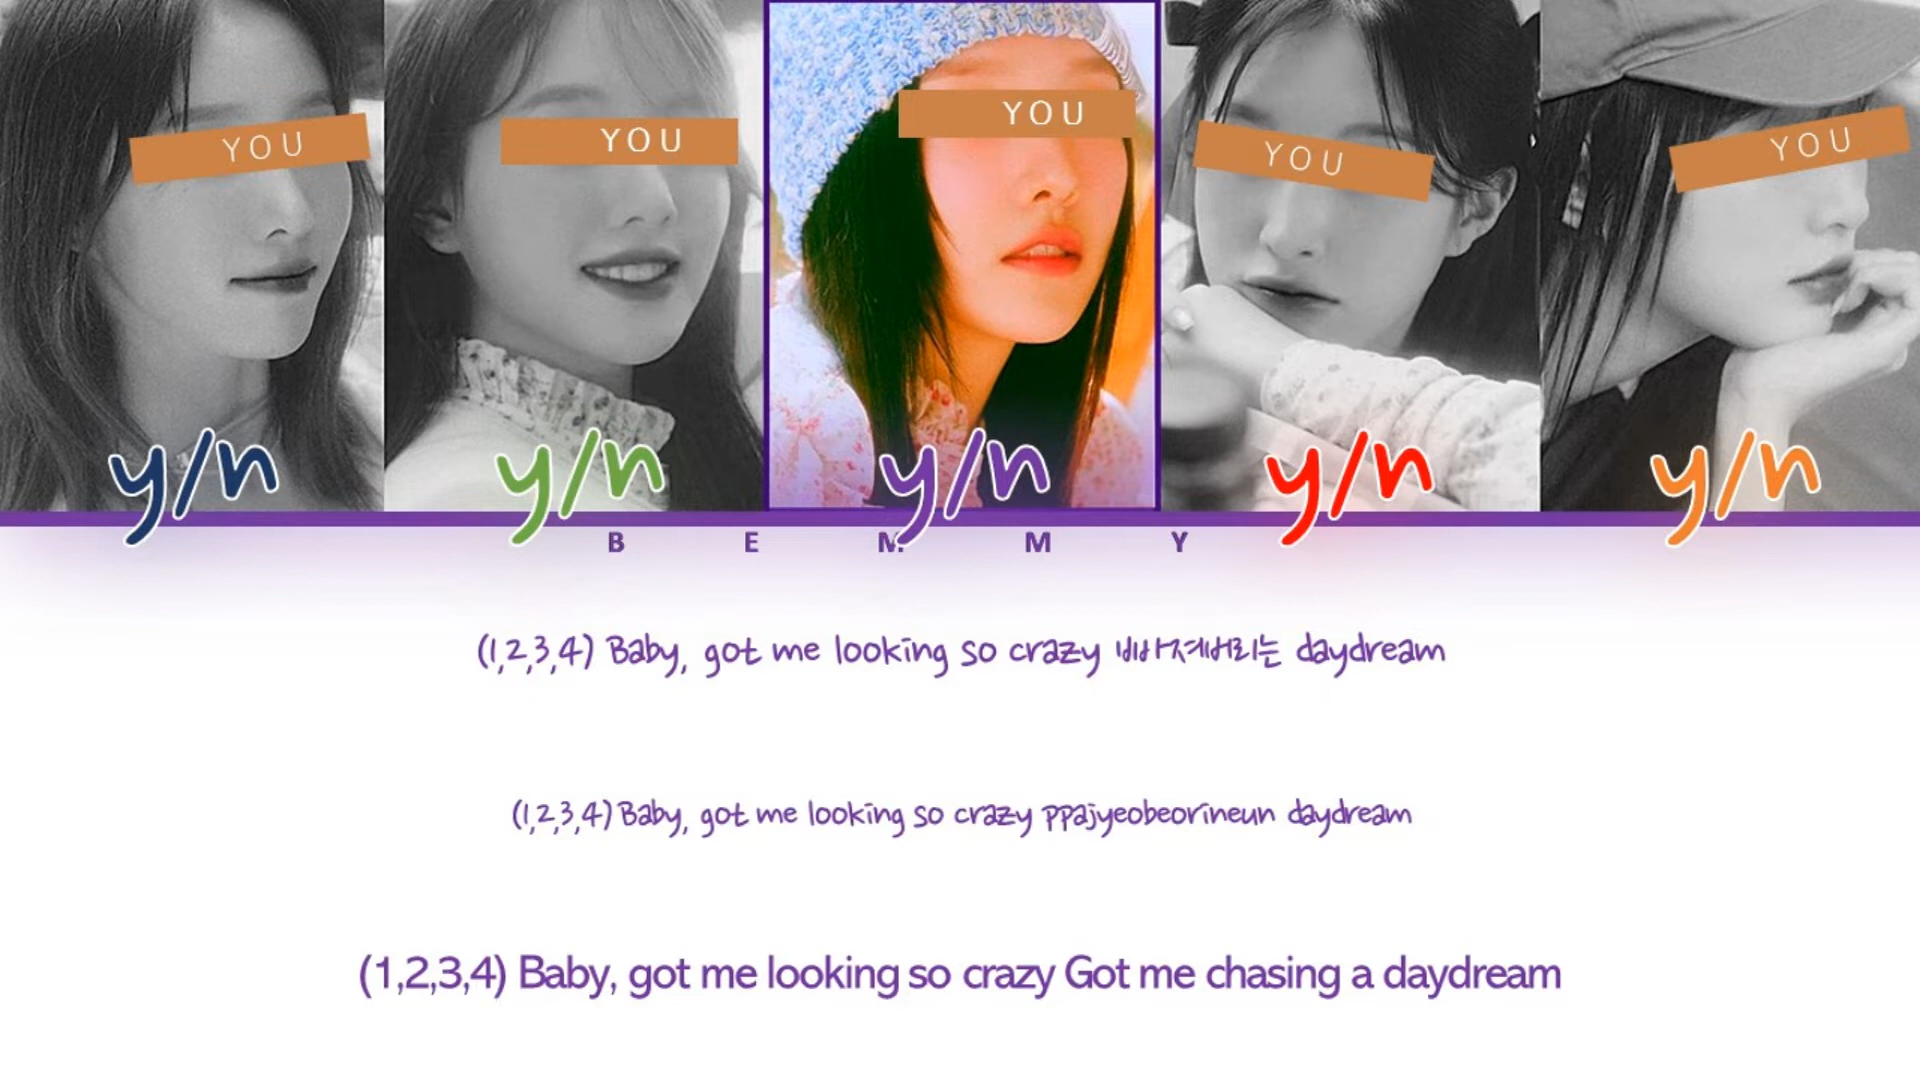 YOU YOU YOU YOU YOU
y/n y/n y/n y/n y/n
B E M M Y
(1,2,3,4) Baby, got me looking so crazy 빠져버리는 daydream
(1,2,3,4) Baby, got me looking so crazy ppajyeobeorineun daydream
(1,2,3,4) Baby, got me looking so crazy Got me chasing a daydream